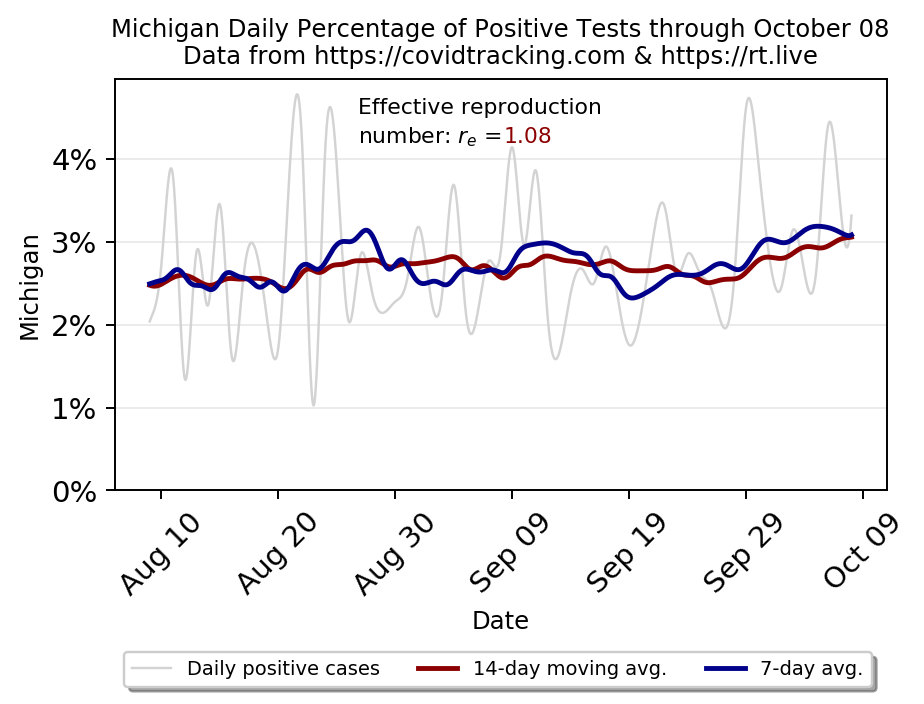 Michigan Daily Percentage of Positive Tests through October 08
Data from https://covidtracking.com & https://rt.live
Effective reproduction
number: rₑ =1.08
4%
3%
2%
1%
0%
Michigan
Aug 10
Aug 20
Aug 30
Sep 09
Sep 19
Sep 29
Oct 09
Date
Daily positive cases
14-day moving avg.
7-day avg.